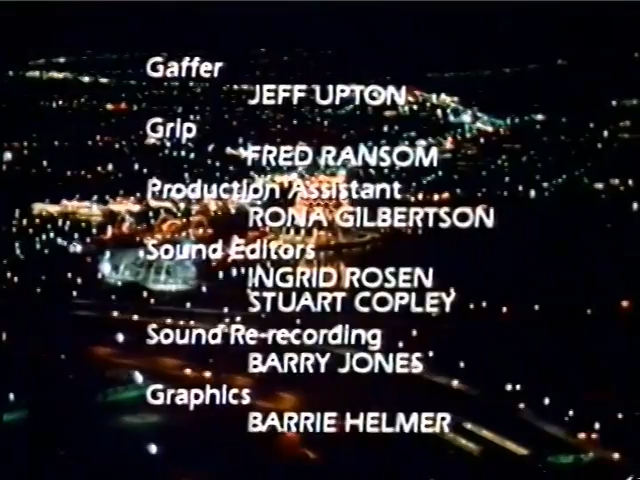 Gaffer
JEFF UPTON
Grip
FRED RANSOM
Production Assistant
RONA GILBERTSON
Sound Editors
INGRID ROSEN
STUART COPLEY
Sound Re-recording
BARRY JONES
Graphics
BARRIE HELMER